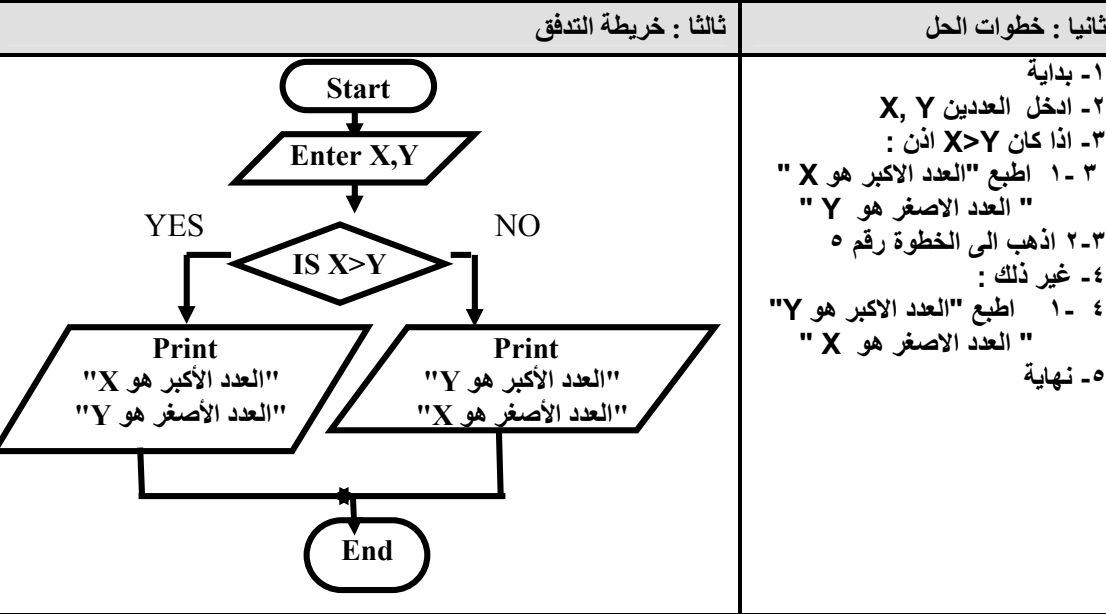 ثانيا : خطوات الحل
١- بداية
٢- ادخل العددين X, Y
٣- اذا كان X>Y اذن :
٣ -١ اطبع "العدد الاكبر هو X "
" العدد الاصغر هو Y "
٣-٢ اذهب الى الخطوة رقم ٥
٤- غير ذلك :
٤ -١ اطبع "العدد الاكبر هو Y"
" العدد الاصغر هو X "
٥- نهاية
ثالثا : خريطة التدفق
Start
Enter X,Y
YES
NO
IS X>Y
Print
"العدد الأكبر هو X"
"العدد الأصغر هو Y"
Print
"العدد الأكبر هو Y"
"العدد الأصغر هو X"
End